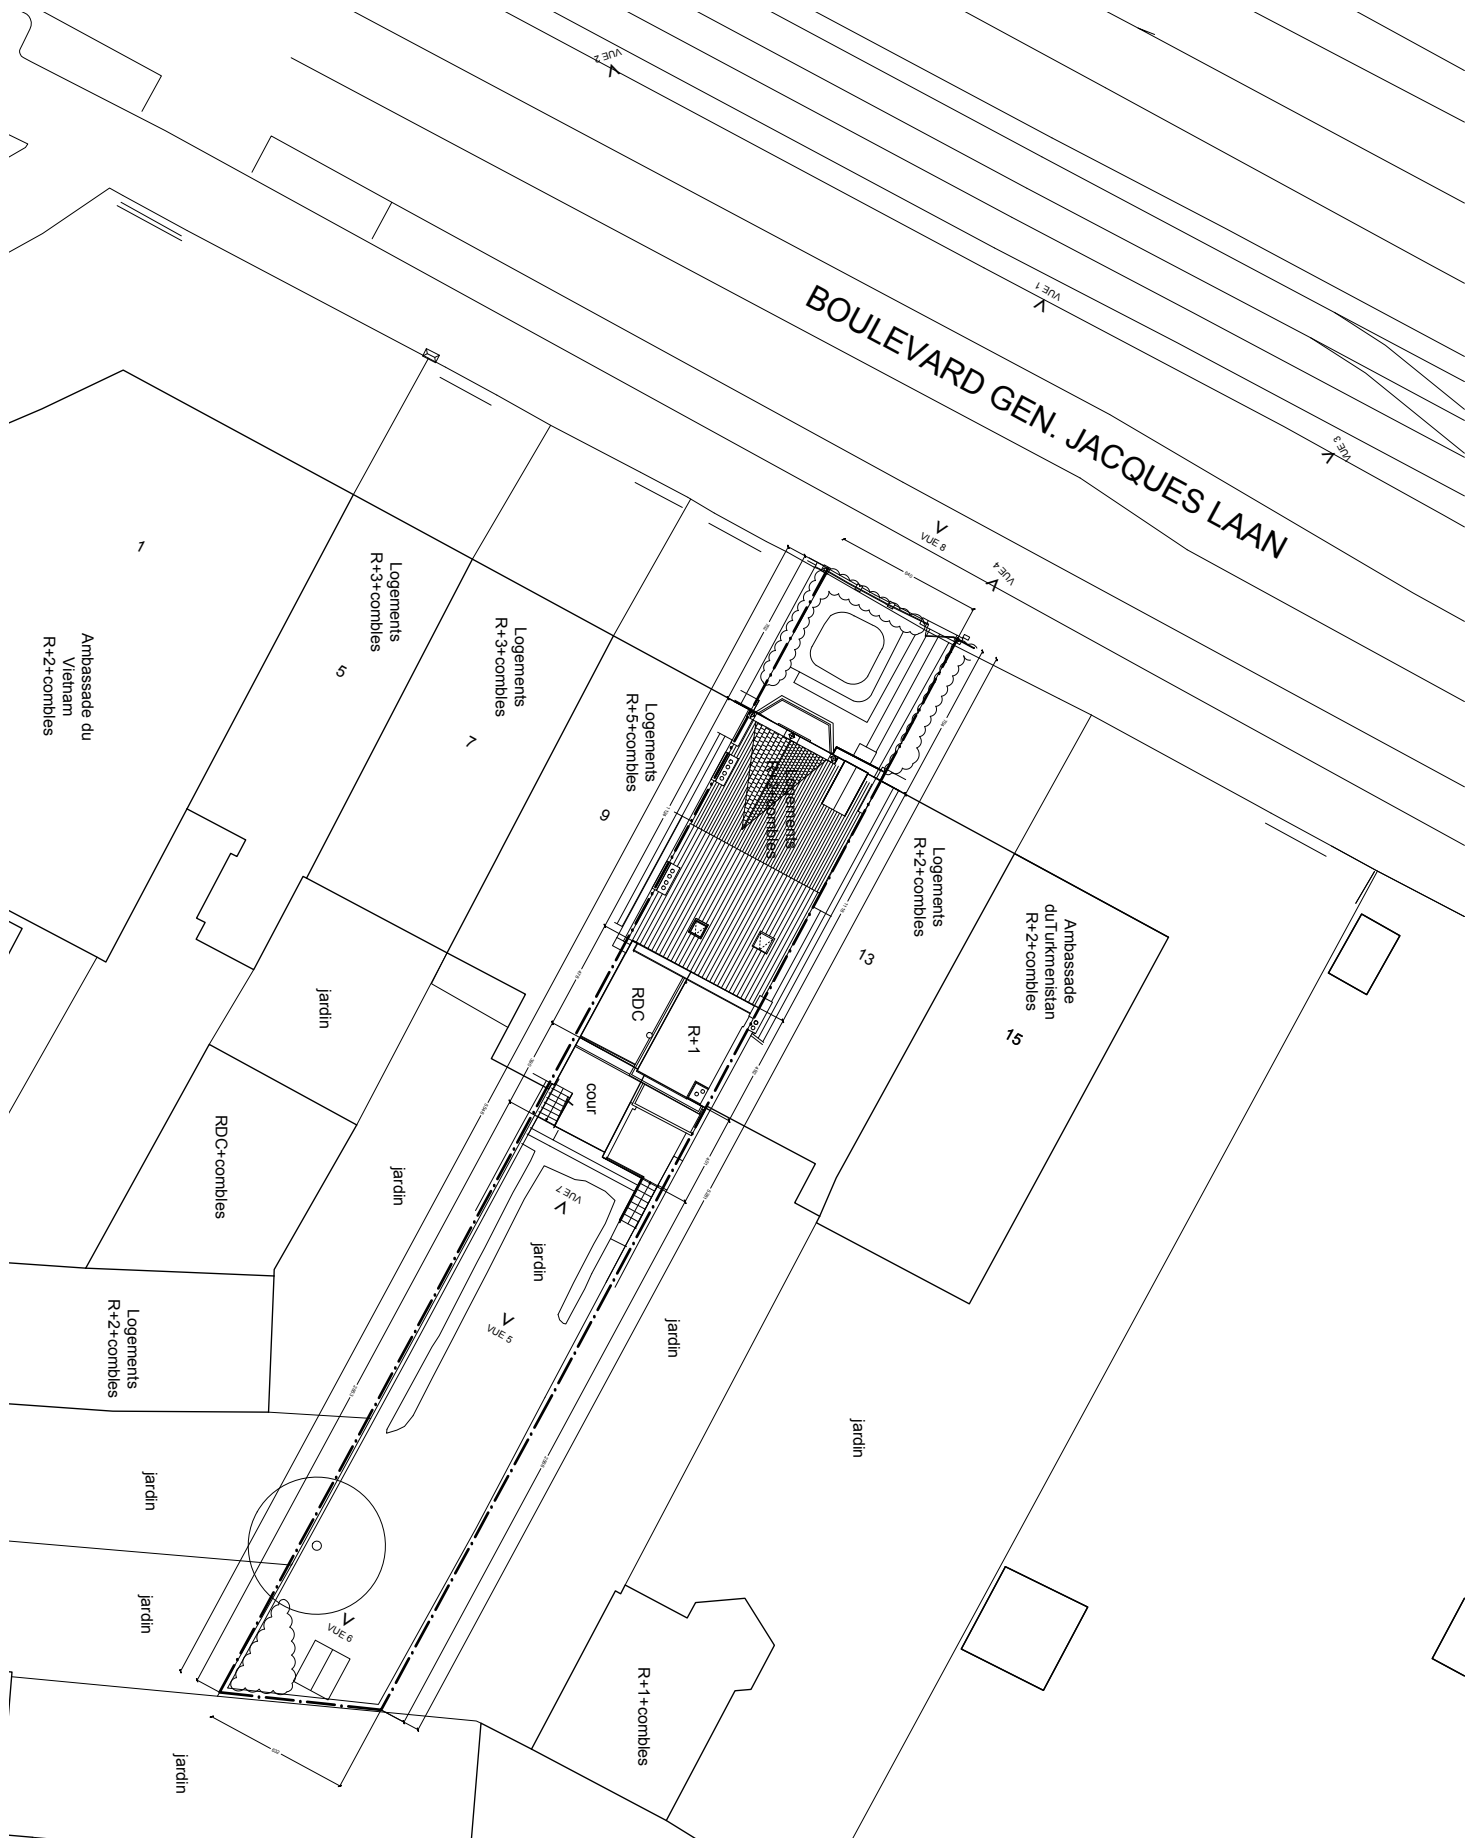 VUE 2
VUE 1
BOULEVARD GEN. JACQUES LAAN
VUE 3
VUE 8
VUE 4
1
Ambassade du
Vietnam
R+2+combles
Logements
R+3+combles
5
Logements
R+3+combles
7
Logements
R+5+combles
9
Logements
Logements
R+2+combles
13
Ambassade
duTurkmenistan
R+2+combles
15
RDC
R+1
cour
jardin
RDC+combles
jardin
Logements
R+2+combles
VUE 7
jardin
VUE 5
jardin
jardin
jardin
jardin
VUE 6
R+1+combles
jardin